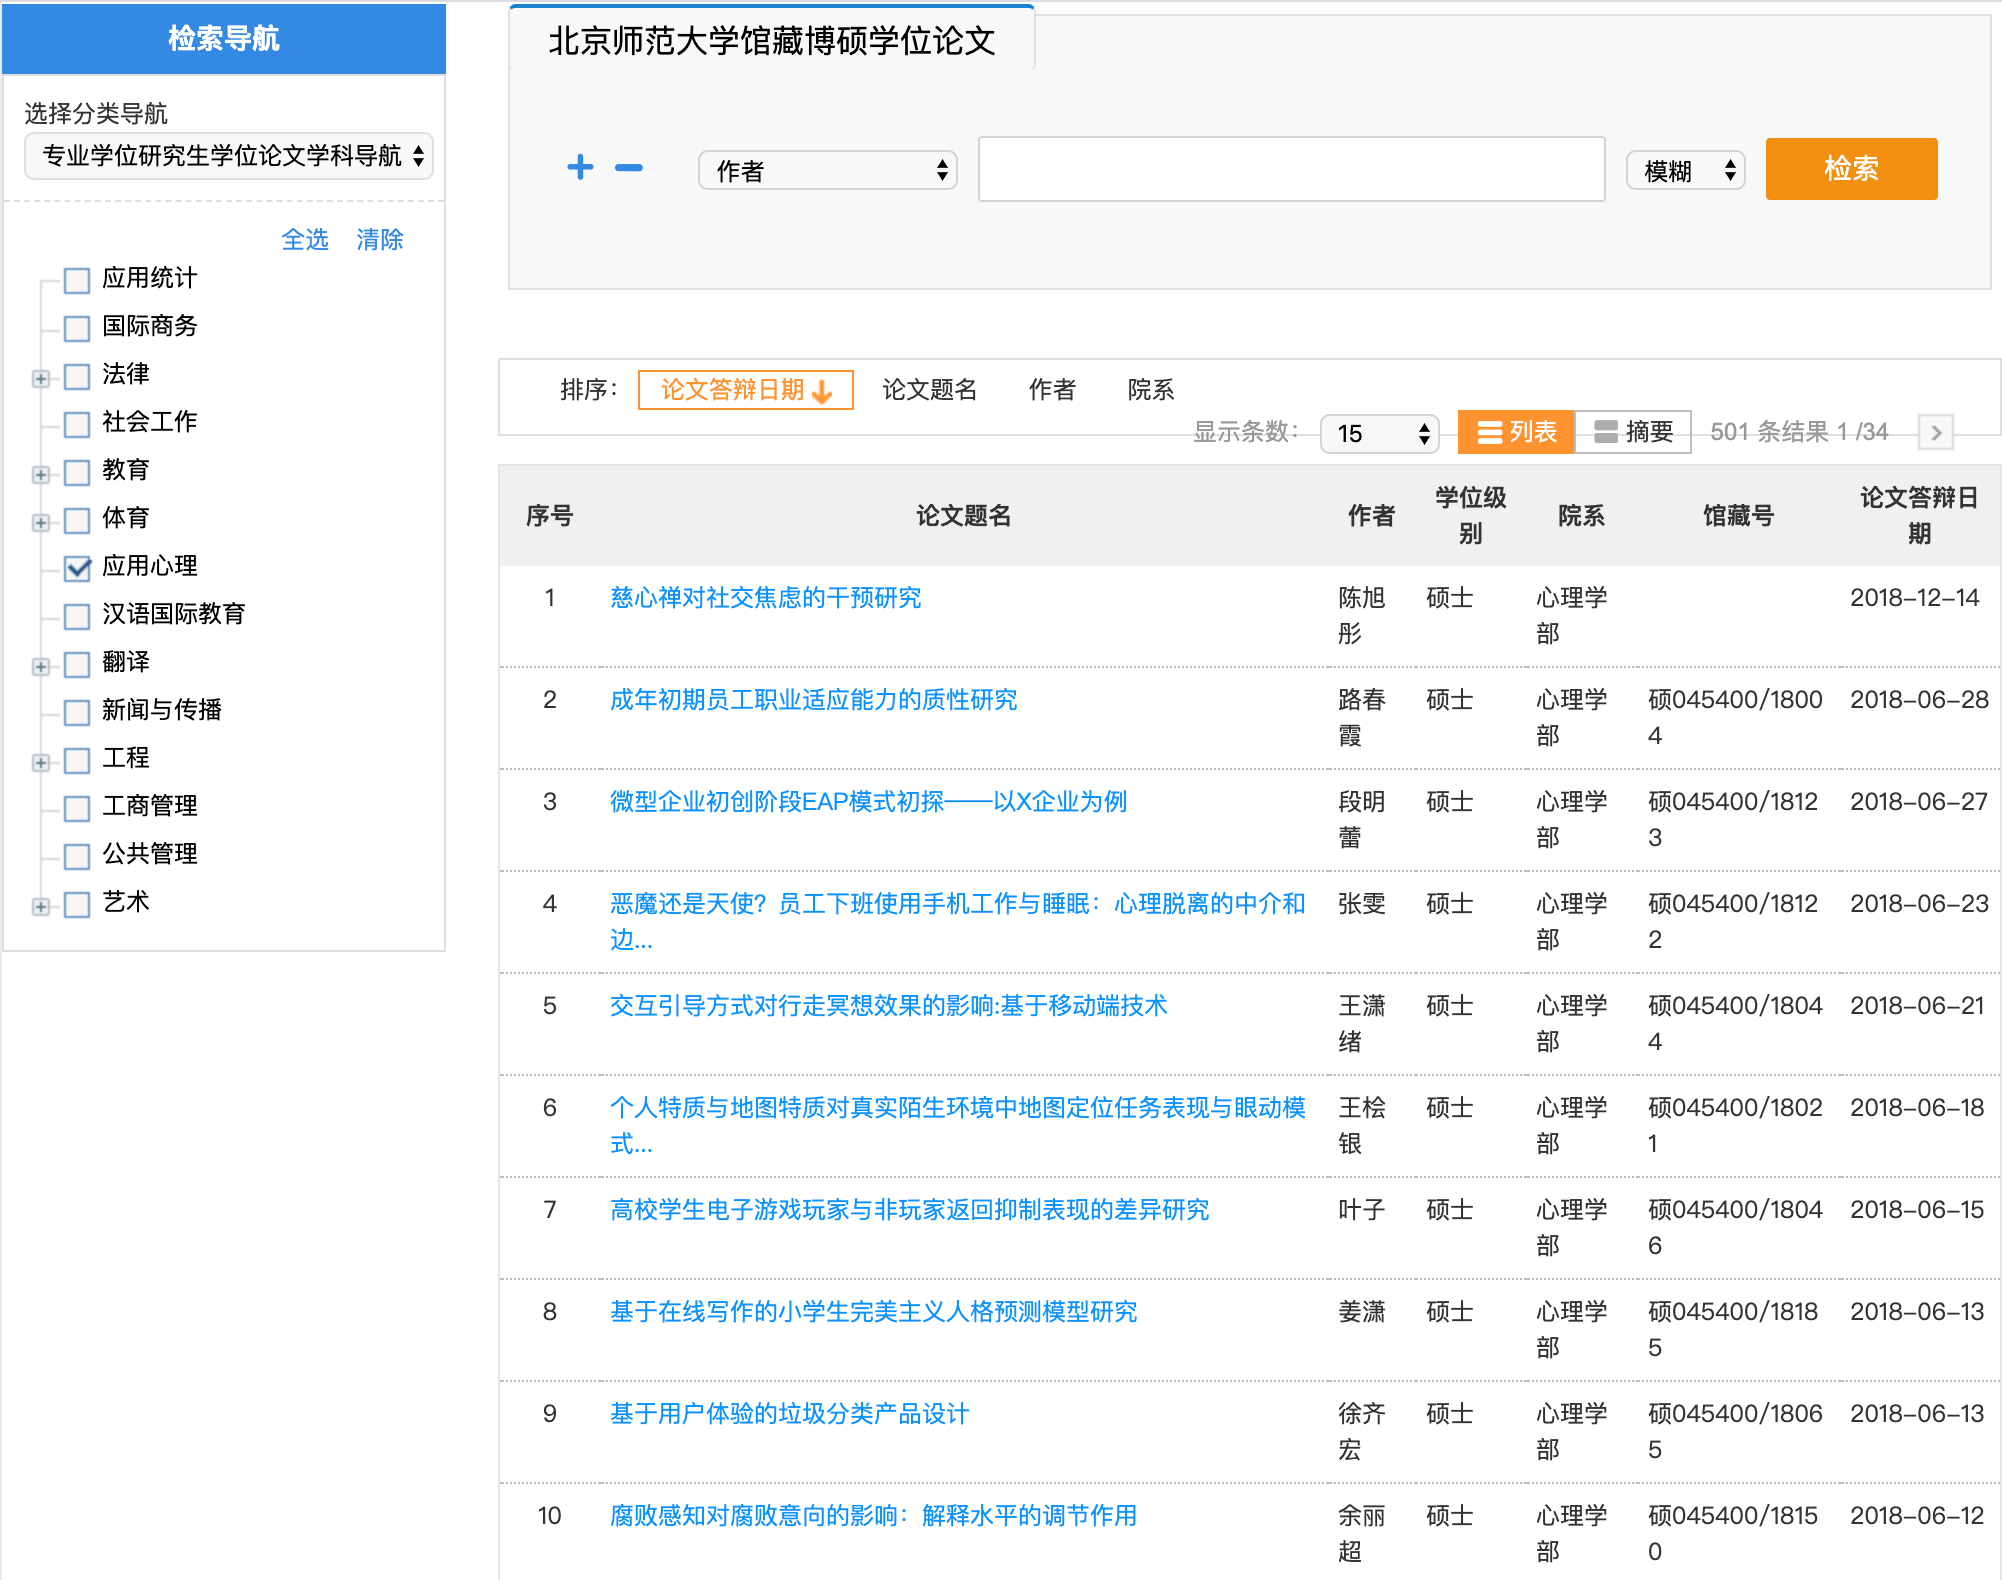 检索导航
选择分类导航
专业学位研究生学位论文学科导航
全选 清除
应用统计
国际商务
法律
社会工作
教育
体育
应用心理
汉语国际教育
翻译
新闻与传播
工程
工商管理
公共管理
艺术
北京师范大学馆藏博硕学位论文
作者 模糊 检索
排序： 论文答辩日期 论文题名 作者 院系
显示条数： 15 列表 摘要 501 条结果 1 /34
序号 论文题名 作者 学位级 院系 馆藏号 论文答辩日
别 期
1 慈心禅对社交焦虑的干预研究 陈旭 硕士 心理学 2018-12-14
彤 部
2 成年初期员工职业适应能力的质性研究 路春 硕士 心理学 硕045400/1800 2018-06-28
霞 部 4
3 微型企业初创阶段EAP模式初探——以X企业为例 段明 硕士 心理学 硕045400/1812 2018-06-27
蕾 部 3
4 恶魔还是天使？员工下班使用手机工作与睡眠：心理脱离的中介和 张雯 硕士 心理学 硕045400/1812 2018-06-23
边... 部 2
5 交互引导方式对行走冥想效果的影响:基于移动端技术 王潇 硕士 心理学 硕045400/1804 2018-06-21
绪 部 4
6 个人特质与地图特质对真实陌生环境中地图定位任务表现与眼动模 王桧 硕士 心理学 硕045400/1802 2018-06-18
式... 银 部 1
7 高校学生电子游戏玩家与非玩家返回抑制表现的差异研究 叶子 硕士 心理学 硕045400/1804 2018-06-15
部 6
8 基于在线写作的小学生完美主义人格预测模型研究 姜潇 硕士 心理学 硕045400/1818 2018-06-13
部 5
9 基于用户体验的垃圾分类产品设计 徐齐 硕士 心理学 硕045400/1806 2018-06-13
宏 部 5
10 腐败感知对腐败意向的影响：解释水平的调节作用 余丽 硕士 心理学 硕045400/1815 2018-06-12
超 部 0